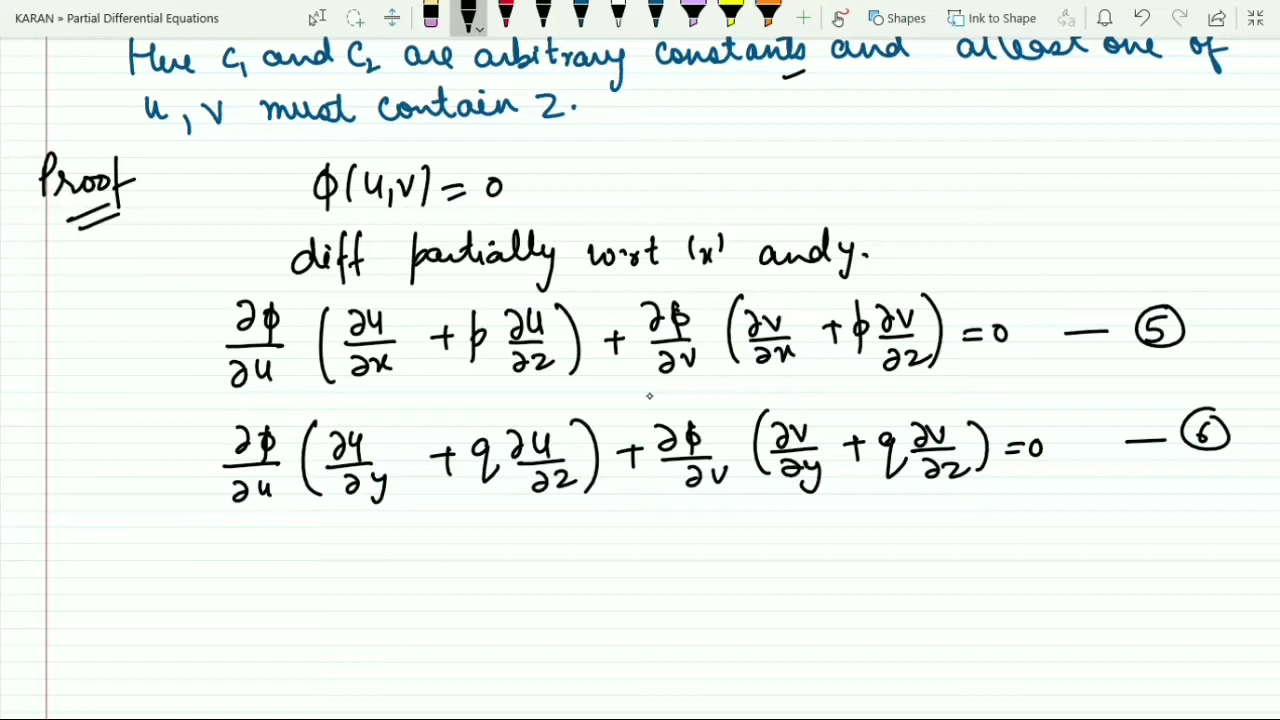 KARAN » Partial Differential Equations
Shapes
Ink to Shape
Here C₁ and C₂ are arbitrary constants and atleast one of
u, v must contain z.
Proof
ϕ(u,v) = 0
diff partially w.r.t 'x' and y.
∂ϕ/∂u (∂u/∂x + p ∂u/∂z) + ∂ϕ/∂v (∂v/∂x + p ∂v/∂z) = 0 — ⑤
∂ϕ/∂u (∂u/∂y + q ∂u/∂z) + ∂ϕ/∂v (∂v/∂y + q ∂v/∂z) = 0 — ⑥